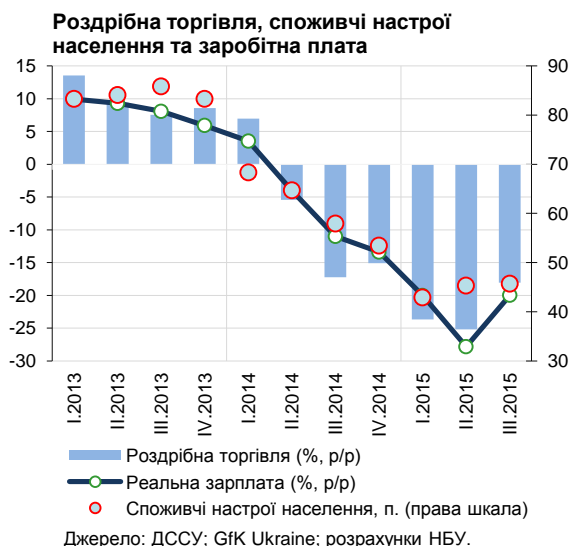 Роздрібна торгівля, споживчі настрої
населення та заробітна плата
15 90
10 80
5
0 70
-5
-10 60
-15 50
-20
-25 40
-30 30
I.2013 II.2013 III.2013 IV.2013 I.2014 II.2014 III.2014 IV.2014 I.2015 II.2015 III.2015
Роздрібна торгівля (%, р/р)
Реальна зарплата (%, р/р)
Споживчі настрої населення, п. (права шкала)
Джерело: ДССУ; GfK Ukraine; розрахунки НБУ.